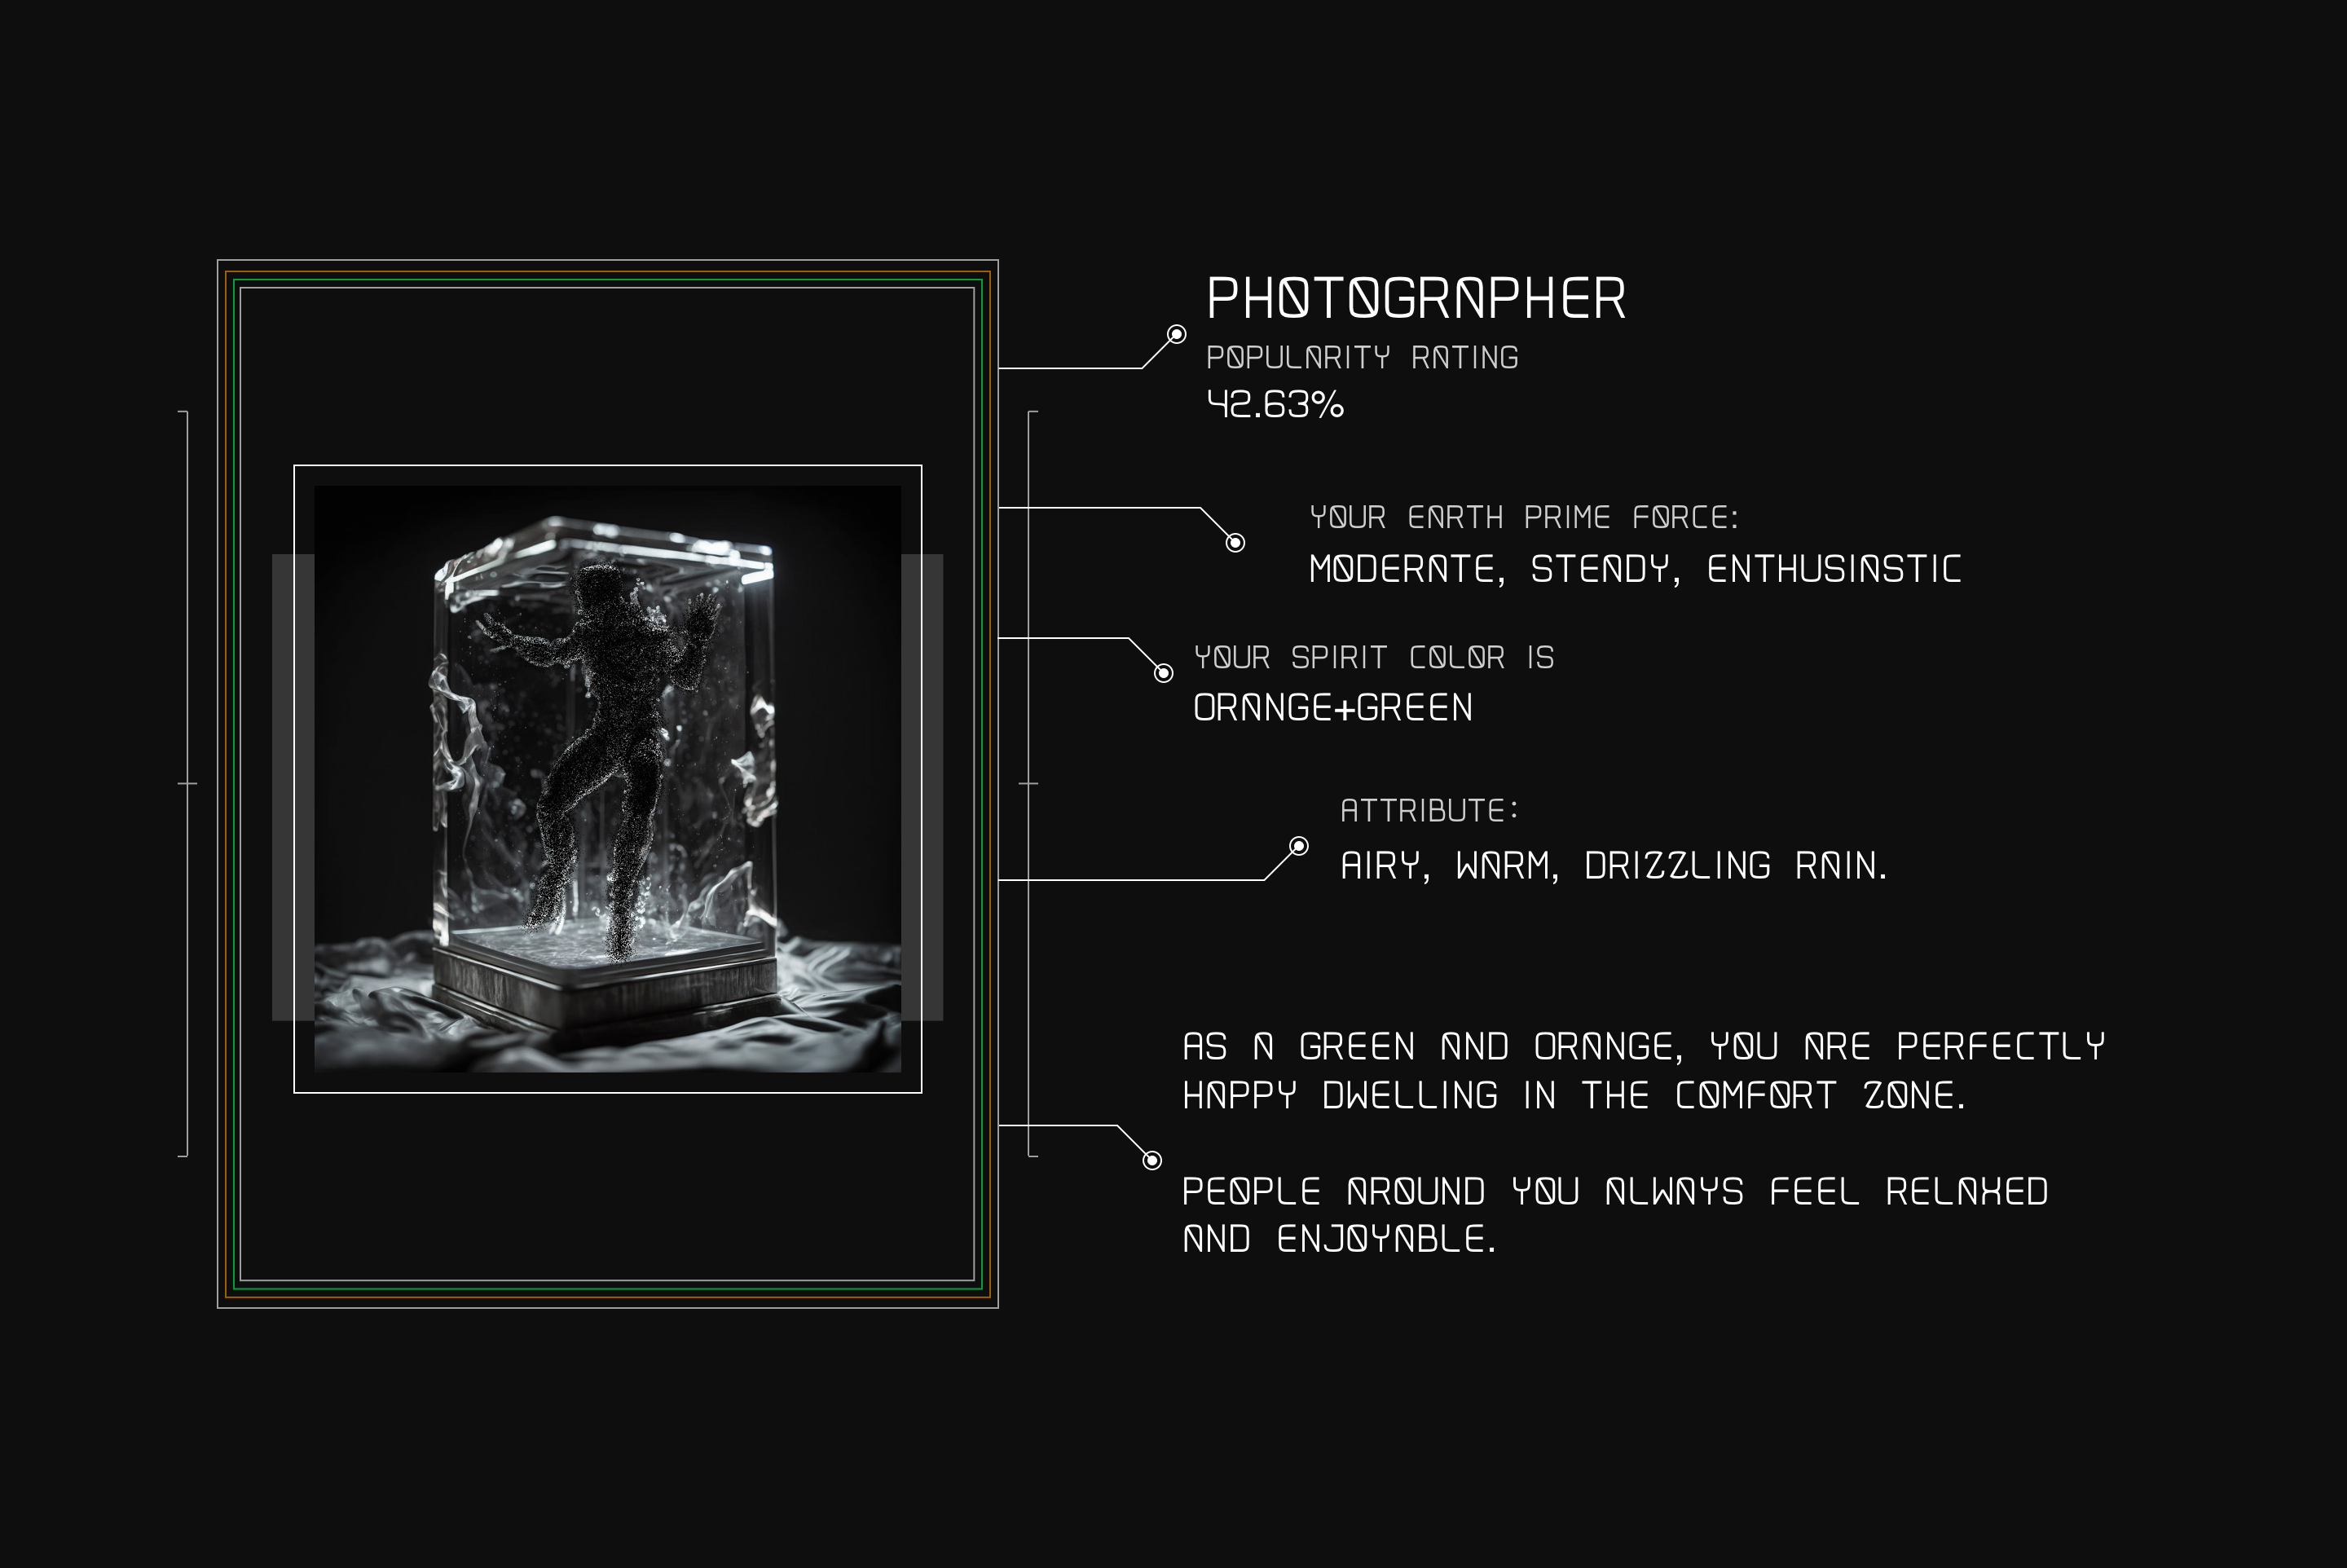 PHOTOGRAPHER
POPULARITY RATING
42.63%
YOUR EARTH PRIME FORCE:
MODERATE, STEADY, ENTHUSIASTIC
YOUR SPIRIT COLOR IS
ORANGE+GREEN
ATTRIBUTE:
AIRY, WARM, DRIZZLING RAIN.
AS A GREEN AND ORANGE, YOU ARE PERFECTLY
HAPPY DWELLING IN THE COMFORT ZONE.
PEOPLE AROUND YOU ALWAYS FEEL RELAXED
AND ENJOYABLE.